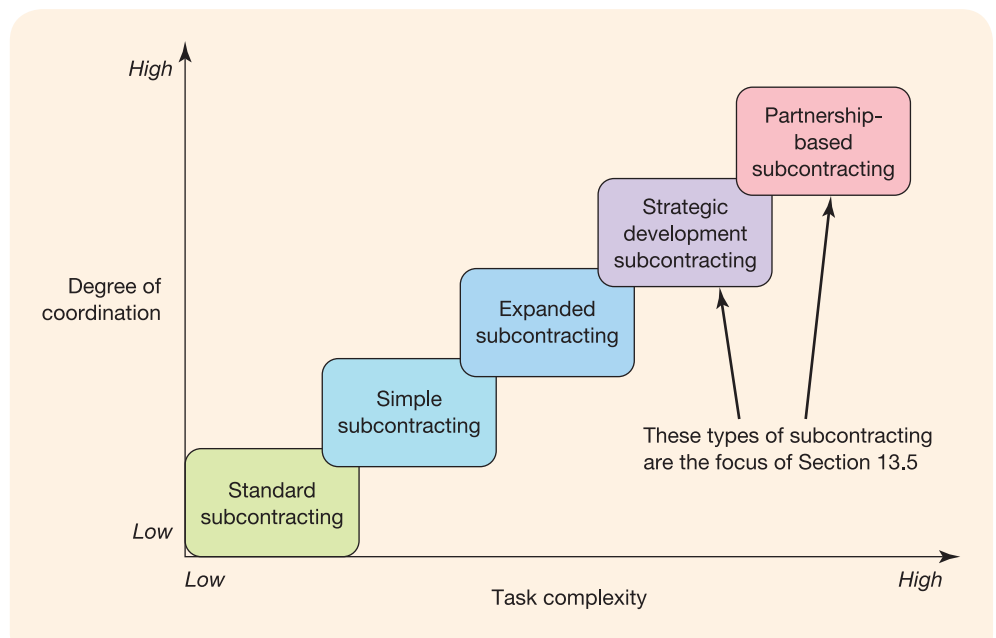 High
Partnership-
based
subcontracting
Strategic
development
subcontracting
Degree of
coordination
Expanded
subcontracting
Simple
subcontracting
These types of subcontracting
are the focus of Section 13.5
Standard
subcontracting
Low
Low
High
Task complexity